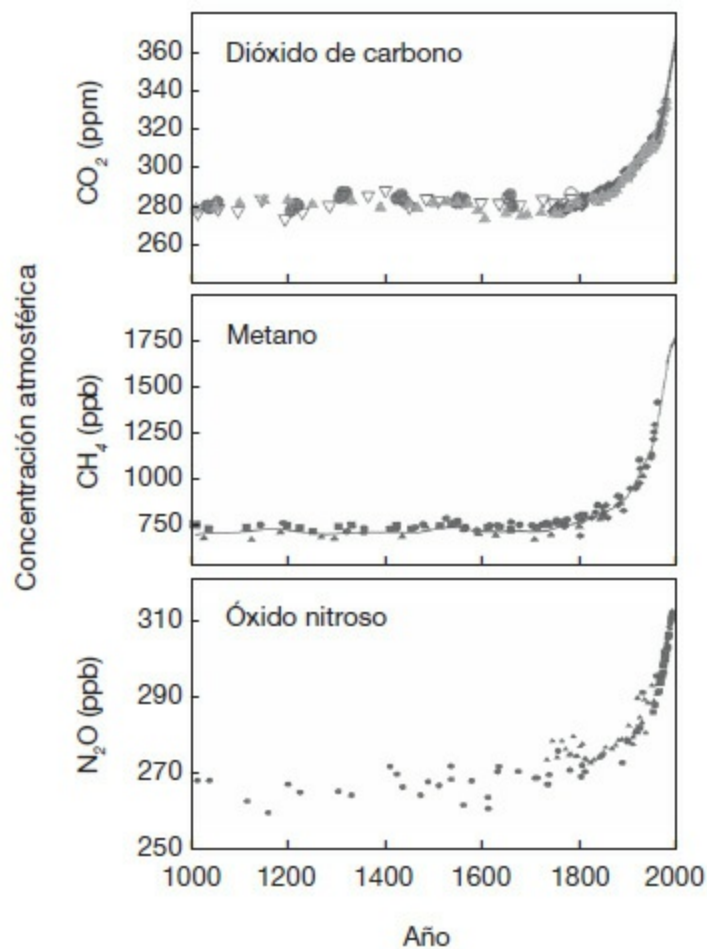 Concentración atmosférica
Dióxido de carbono
CO₂ (ppm)
360
340
320
300
280
260
Metano
CH₄ (ppb)
1750
1500
1250
1000
750
Óxido nitroso
N₂O (ppb)
310
290
270
250
1000 1200 1400 1600 1800 2000
Año